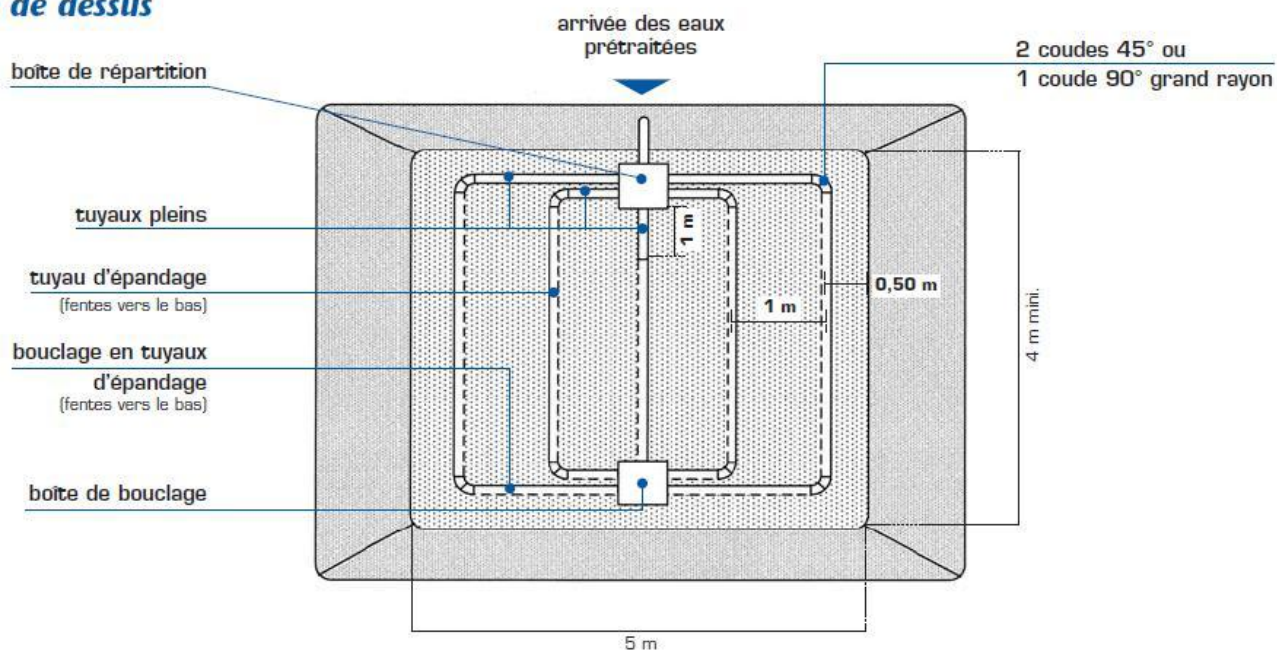 de dessus
arrivée des eaux
prétraitées
2 coudes 45° ou
1 coude 90° grand rayon
boîte de répartition
tuyaux pleins
1 m
tuyau d'épandage
(fentes vers le bas)
0,50 m
1 m
4 m mini.
bouclage en tuyaux
d'épandage
(fentes vers le bas)
boîte de bouclage
5 m